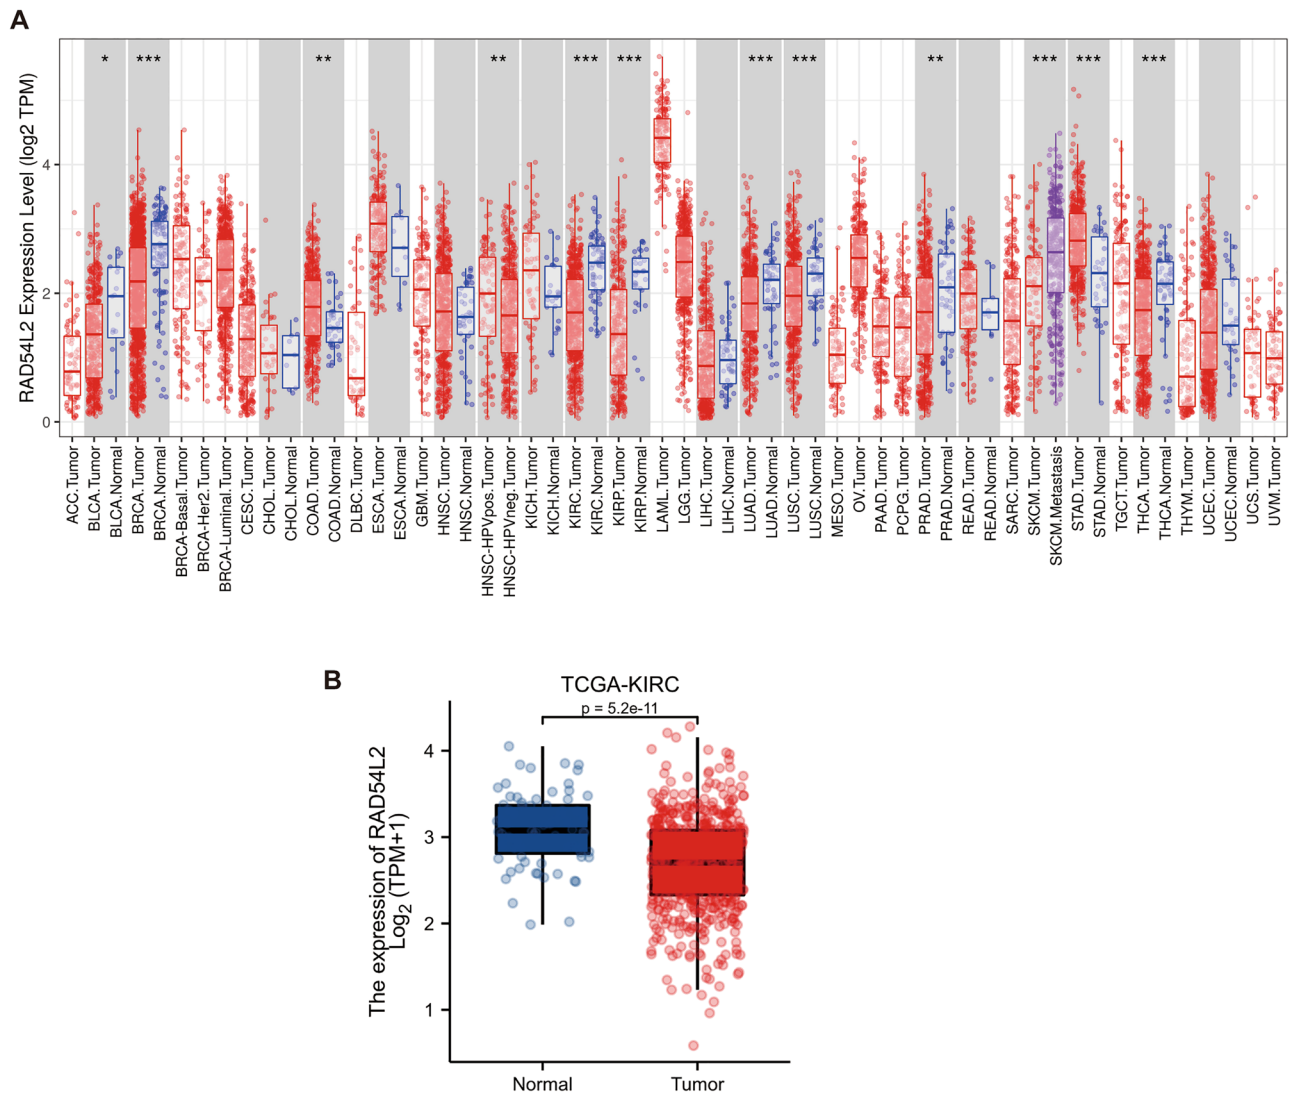 A
* *** ** ** *** *** *** *** ** *** *** ***
RAD54L2 Expression Level (log2 TPM)
4
2
0
ACC.Tumor
BLCA.Tumor
BLCA.Normal
BRCA.Tumor
BRCA.Normal
BRCA-Basal.Tumor
BRCA-Her2.Tumor
BRCA-Luminal.Tumor
CESC.Tumor
CHOL.Tumor
CHOL.Normal
COAD.Tumor
COAD.Normal
DLBC.Tumor
ESCA.Tumor
ESCA.Normal
GBM.Tumor
HNSC.Tumor
HNSC.Normal
HNSC-HPVpos.Tumor
HNSC-HPVneg.Tumor
KICH.Tumor
KICH.Normal
KIRC.Tumor
KIRC.Normal
KIRP.Tumor
KIRP.Normal
LAML.Tumor
LGG.Tumor
LIHC.Tumor
LIHC.Normal
LUAD.Tumor
LUAD.Normal
LUSC.Tumor
LUSC.Normal
MESO.Tumor
OV.Tumor
PAAD.Tumor
PCPG.Tumor
PRAD.Tumor
PRAD.Normal
READ.Tumor
READ.Normal
SARC.Tumor
SKCM.Tumor
SKCM.Metastasis
STAD.Tumor
STAD.Normal
TGCT.Tumor
THCA.Tumor
THCA.Normal
THYM.Tumor
UCEC.Tumor
UCEC.Normal
UCS.Tumor
UVM.Tumor
B
TCGA-KIRC
p = 5.2e-11
The expression of RAD54L2
Log2 (TPM+1)
4
3
2
1
Normal
Tumor